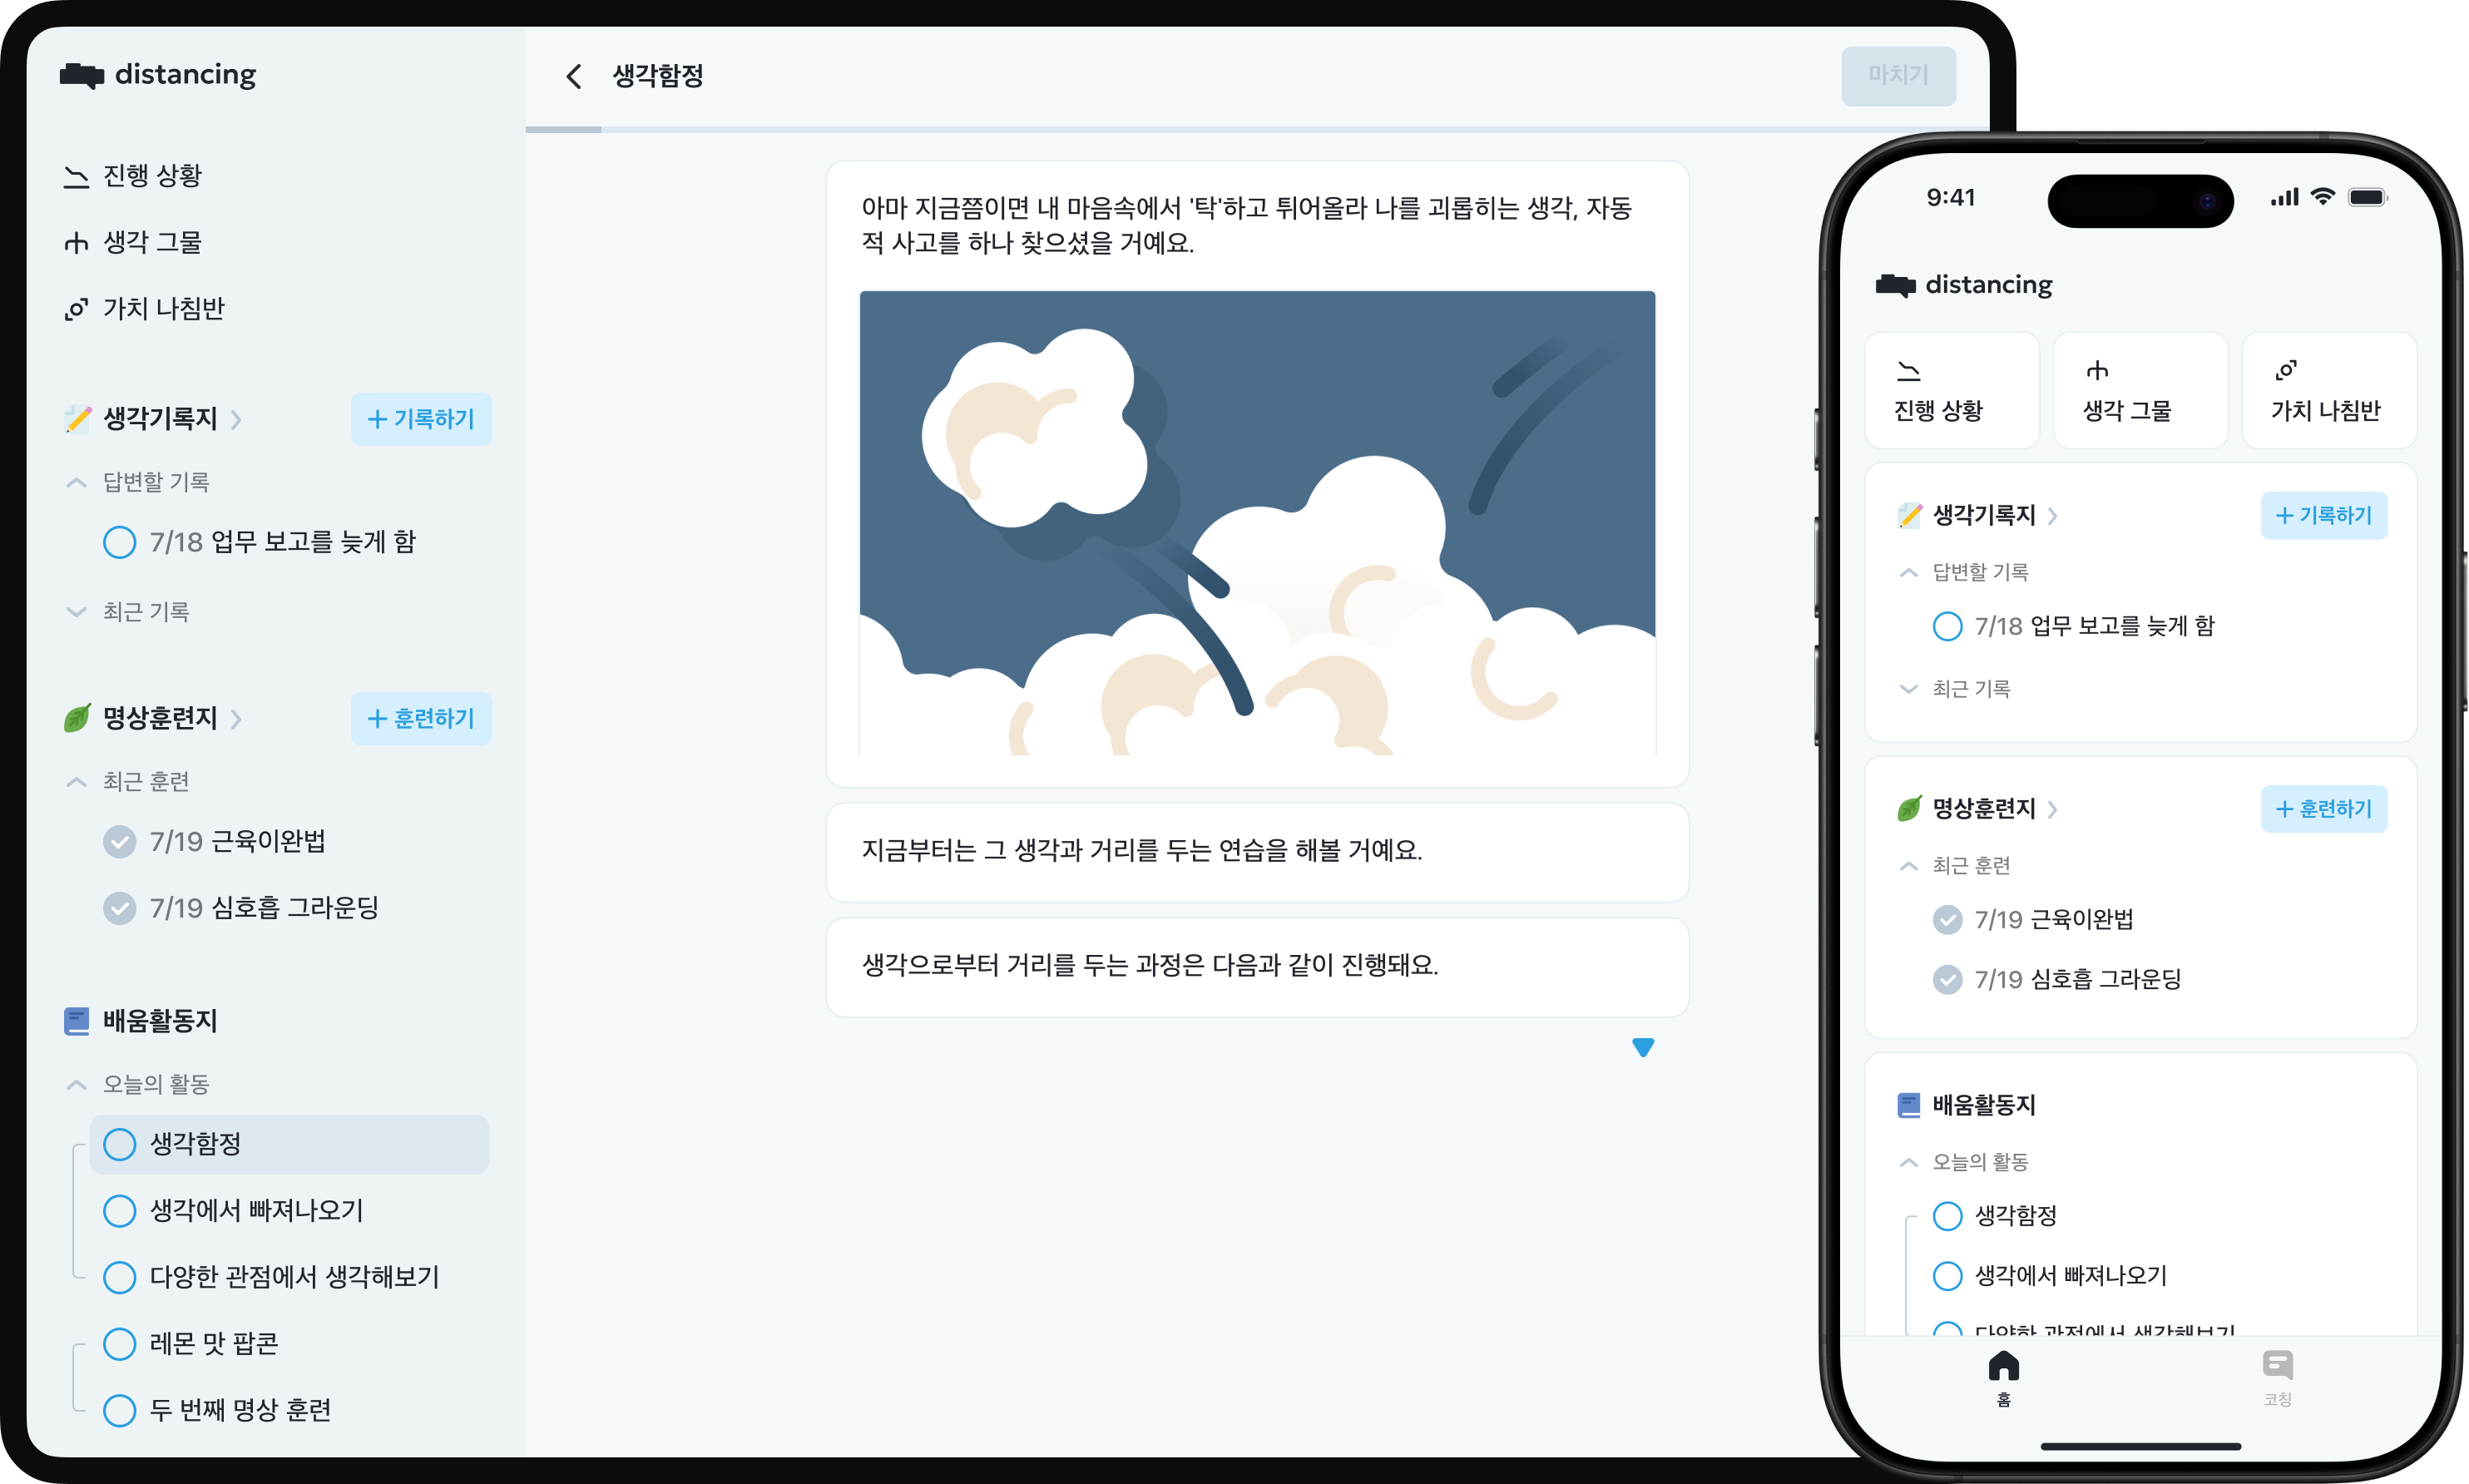 distancing
진행 상황
생각 그물
가치 나침반
생각기록지
+ 기록하기
답변할 기록
7/18 업무 보고를 늦게 함
최근 기록
명상훈련지
+ 훈련하기
최근 훈련
7/19 근육이완법
7/19 심호흡 그라운딩
배움활동지
오늘의 활동
생각함정
생각에서 빠져나오기
다양한 관점에서 생각해보기
레몬 맛 팝콘
두 번째 명상 훈련
생각함정
마치기
아마 지금쯤이면 내 마음속에서 '탁'하고 튀어올라 나를 괴롭히는 생각, 자동
적 사고를 하나 찾으셨을 거예요.
지금부터는 그 생각과 거리를 두는 연습을 해볼 거예요.
생각으로부터 거리를 두는 과정은 다음과 같이 진행돼요.
9:41
distancing
진행 상황
생각 그물
가치 나침반
생각기록지
+ 기록하기
답변할 기록
7/18 업무 보고를 늦게 함
최근 기록
명상훈련지
+ 훈련하기
최근 훈련
7/19 근육이완법
7/19 심호흡 그라운딩
배움활동지
오늘의 활동
생각함정
생각에서 빠져나오기
다양한 관점에서 생각해보기
홈
코칭